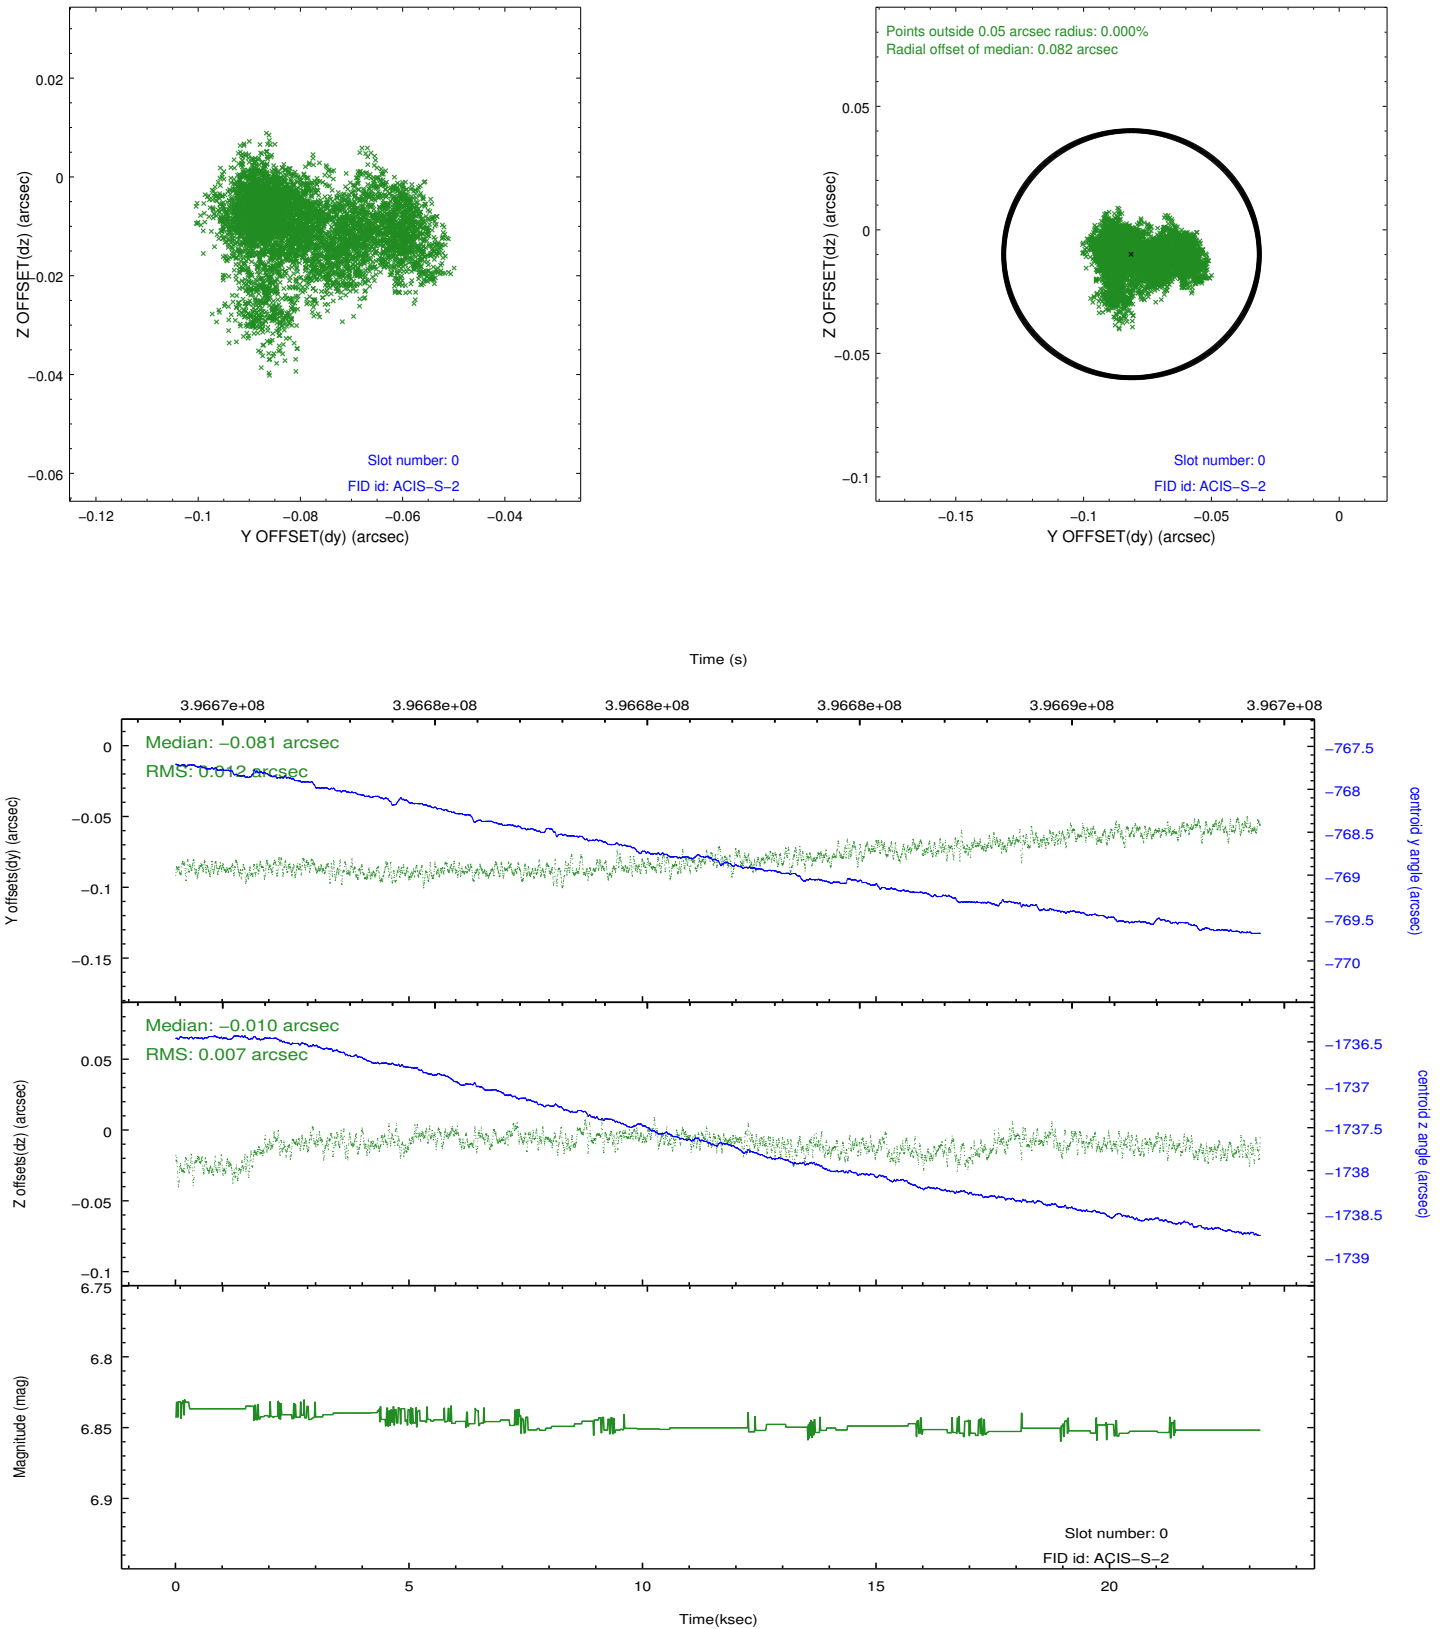 0.02
0
−0.02
−0.04
−0.06
Z OFFSET(dz) (arcsec)
Slot number: 0
FID id: ACIS−S−2
−0.12
−0.1
−0.08
−0.06
−0.04
Y OFFSET(dy) (arcsec)
Points outside 0.05 arcsec radius: 0.000%
Radial offset of median: 0.082 arcsec
0.05
0
−0.05
−0.1
Z OFFSET(dz) (arcsec)
Slot number: 0
FID id: ACIS−S−2
−0.15
−0.1
−0.05
0
Y OFFSET(dy) (arcsec)
Time (s)
3.9667e+08
3.9668e+08
3.9668e+08
3.9668e+08
3.9669e+08
3.967e+08
Median: −0.081 arcsec
RMS: 0.012 arcsec
0
−0.05
−0.1
−0.15
Y offsets(dy) (arcsec)
−767.5
−768
−768.5
−769
−769.5
−770
centroid y angle (arcsec)
Median: −0.010 arcsec
RMS: 0.007 arcsec
0.05
0
−0.05
−0.1
Z offsets(dz) (arcsec)
−1736.5
−1737
−1737.5
−1738
−1738.5
−1739
centroid z angle (arcsec)
6.75
6.8
6.85
6.9
Magnitude (mag)
Slot number: 0
FID id: ACIS−S−2
0
5
10
15
20
Time(ksec)